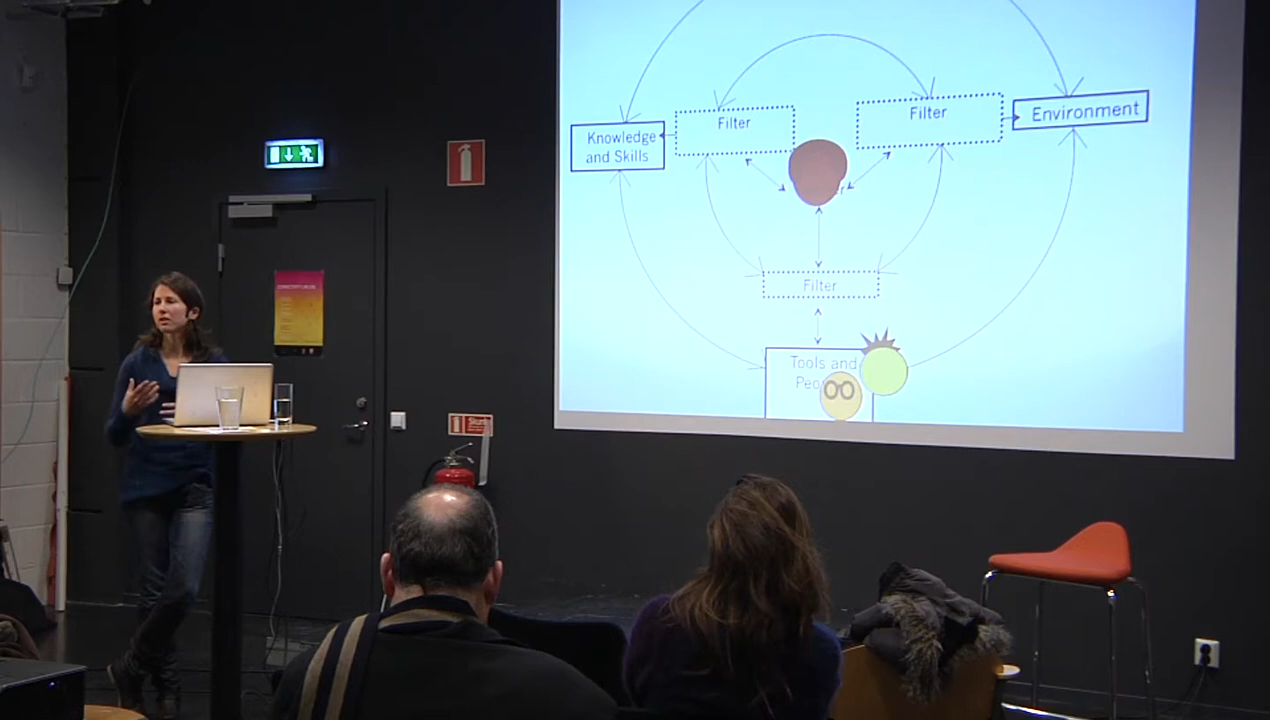 Filter
Filter
Environment
Knowledge
and Skills
Filter
Tools and